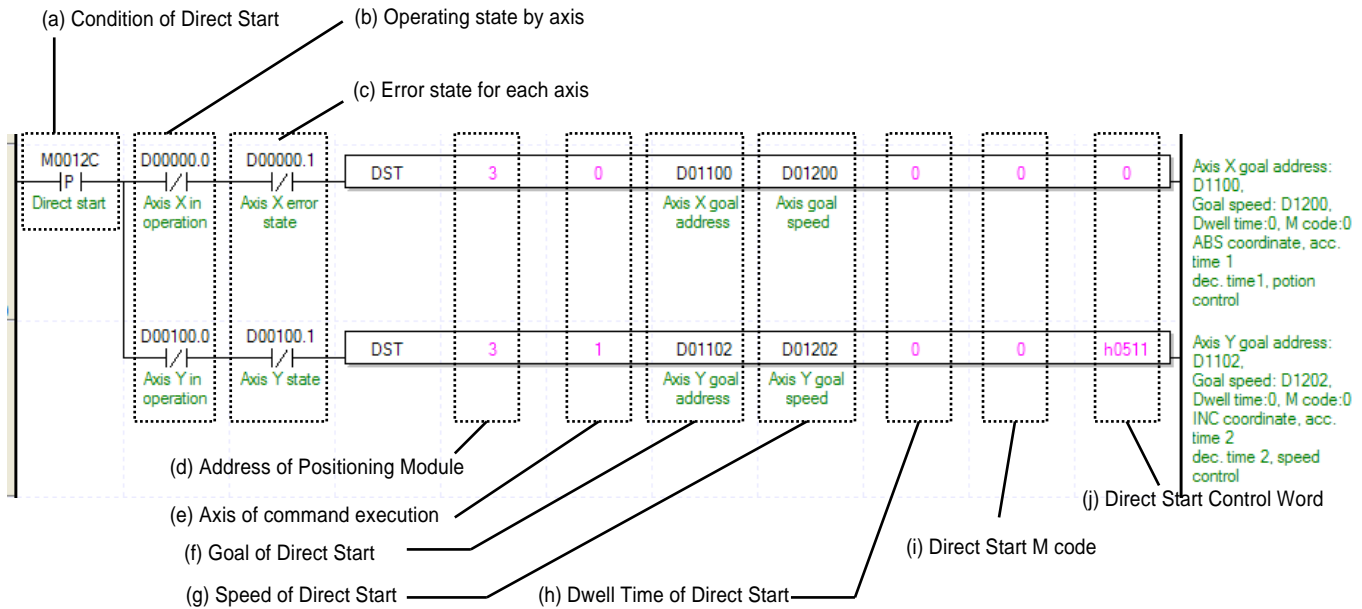 (a) Condition of Direct Start
(b) Operating state by axis
(c) Error state for each axis
M0012C
D00000.0
D00000.1
P
DST 3 0 D01100 D01200 0 0 0
Direct start
Axis X in
operation
Axis X error
state
Axis X goal
address
Axis goal
speed
Axis X goal address:
D1100,
Goal speed: D1200,
Dwell time:0, M code:0
ABS coordinate, acc.
time 1
dec. time1, potion
control
D00100.0
D00100.1
DST 3 1 D01102 D01202 0 0 h0511
Axis Y in
operation
Axis Y state
Axis Y goal
address
Axis Y goal
speed
Axis Y goal address:
D1102,
Goal speed: D1202,
Dwell time:0, M code:0
INC coordinate, acc.
time 2
dec. time 2, speed
control
(d) Address of Positioning Module
(e) Axis of command execution
(f) Goal of Direct Start
(g) Speed of Direct Start
(h) Dwell Time of Direct Start
(i) Direct Start M code
(j) Direct Start Control Word